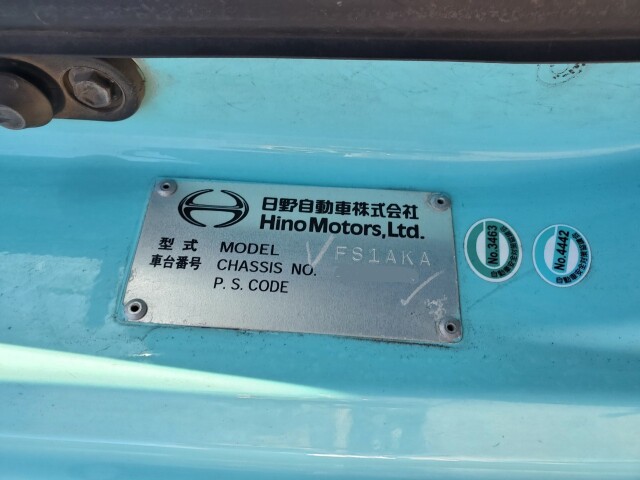 日野自動車株式会社
Hino Motors, Ltd.
型式 MODEL FS1AKA
車台番号 CHASSIS NO.
P. S. CODE
No.3463
No.4442